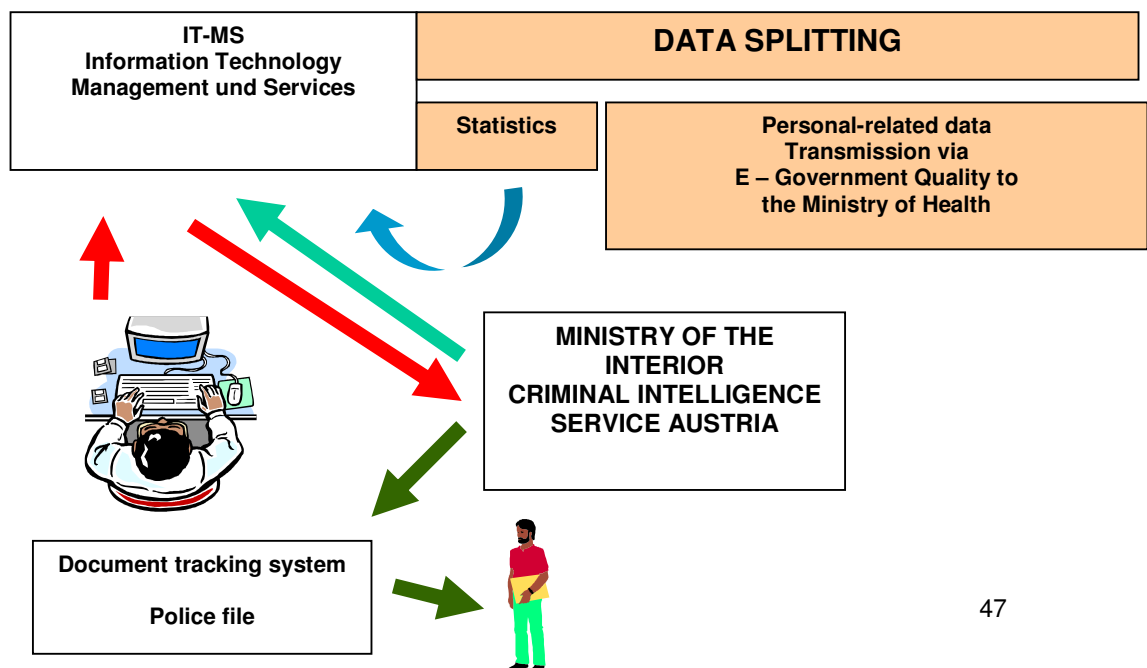 IT-MS
Information Technology
Management und Services
DATA SPLITTING
Statistics
Personal-related data
Transmission via
E – Government Quality to
the Ministry of Health
MINISTRY OF THE
INTERIOR
CRIMINAL INTELLIGENCE
SERVICE AUSTRIA
Document tracking system
Police file
47